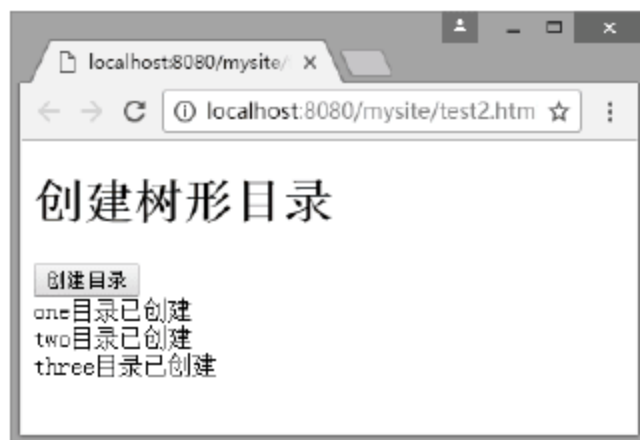 localhost:8080/mysite/
localhost:8080/mysite/test2.htm
创建树形目录
创建目录
one目录已创建
two目录已创建
three目录已创建